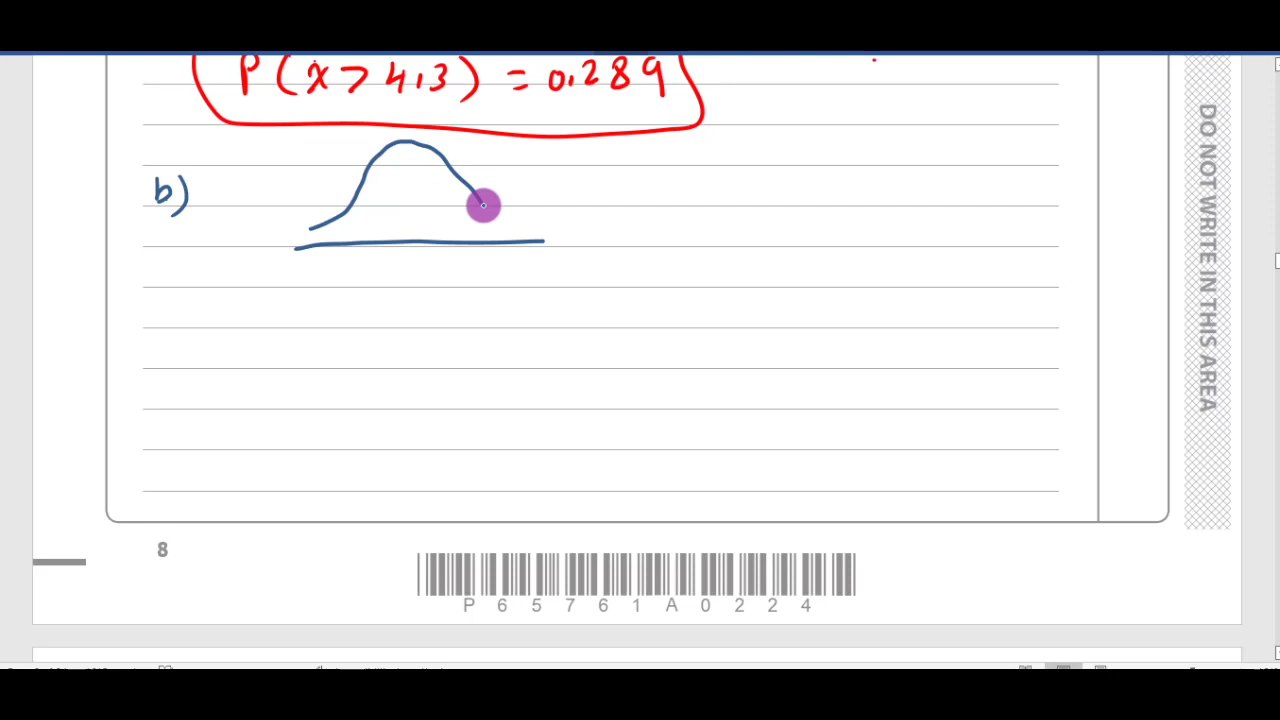 P(x > 4.3) = 0.289
b)
DO NOT WRITE IN THIS AREA
8
P 6 5 7 6 1 A 0 2 2 4